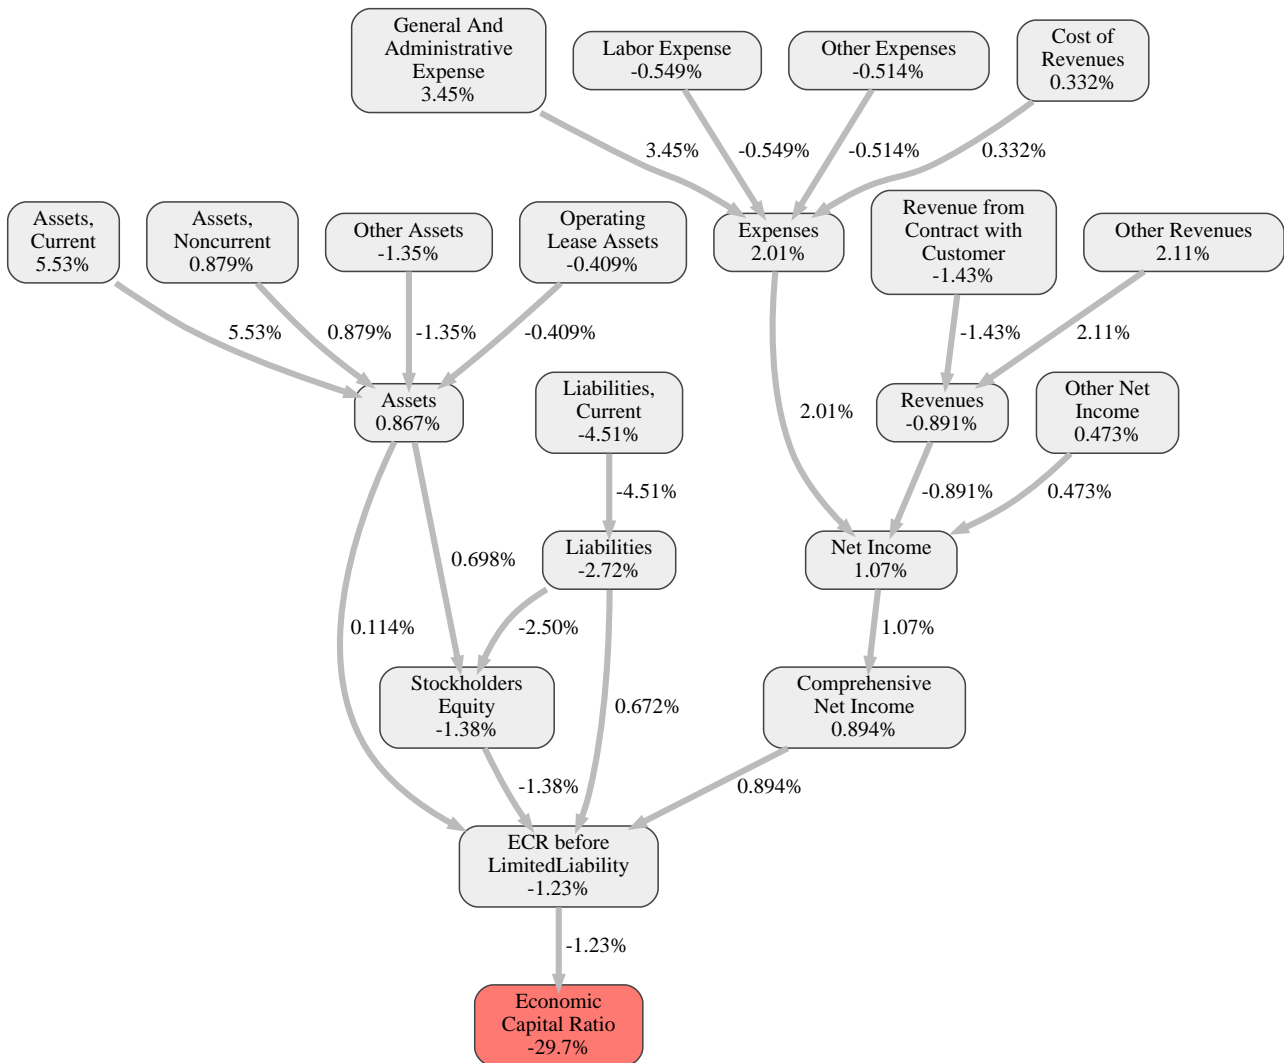 General And
Administrative
Expense
3.45%
Labor Expense
-0.549%
Other Expenses
-0.514%
Cost of
Revenues
0.332%
3.45%
-0.549%
-0.514%
0.332%
Assets,
Current
5.53%
Assets,
Noncurrent
0.879%
Other Assets
-1.35%
Operating
Lease Assets
-0.409%
Expenses
2.01%
Revenue from
Contract with
Customer
-1.43%
Other Revenues
2.11%
5.53%
0.879%
-1.35%
-0.409%
-1.43%
2.11%
Assets
0.867%
Liabilities,
Current
-4.51%
2.01%
Revenues
-0.891%
Other Net
Income
0.473%
-4.51%
-0.891%
0.473%
0.698%
Liabilities
-2.72%
Net Income
1.07%
0.114%
-2.50%
1.07%
Stockholders
Equity
-1.38%
0.672%
Comprehensive
Net Income
0.894%
-1.38%
0.894%
ECR before
LimitedLiability
-1.23%
-1.23%
Economic
Capital Ratio
-29.7%